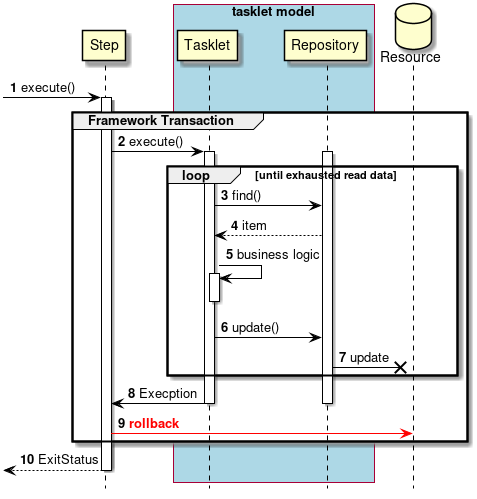 tasklet model
Step
Tasklet
Repository
Resource
1 execute()
Framework Transaction
2 execute()
loop
[until exhausted read data]
3 find()
4 item
5 business logic
6 update()
7 update
8 Execption
9 rollback
10 ExitStatus